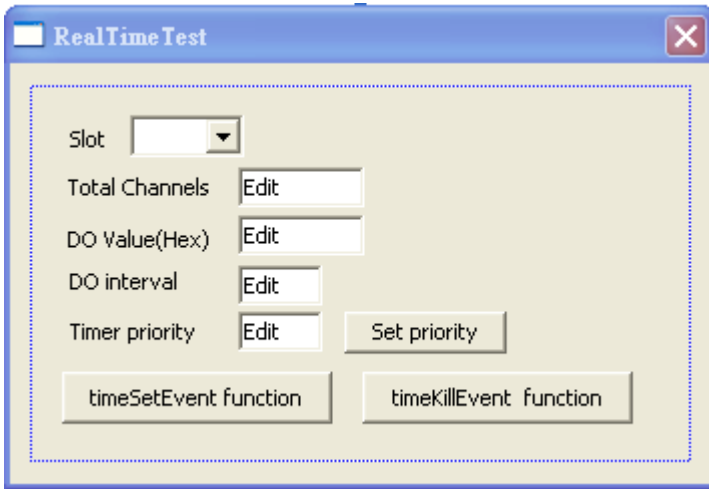 RealTimeTest
Slot
Total Channels Edit
DO Value(Hex) Edit
DO interval Edit
Timer priority Edit Set priority
timeSetEvent function timeKillEvent function